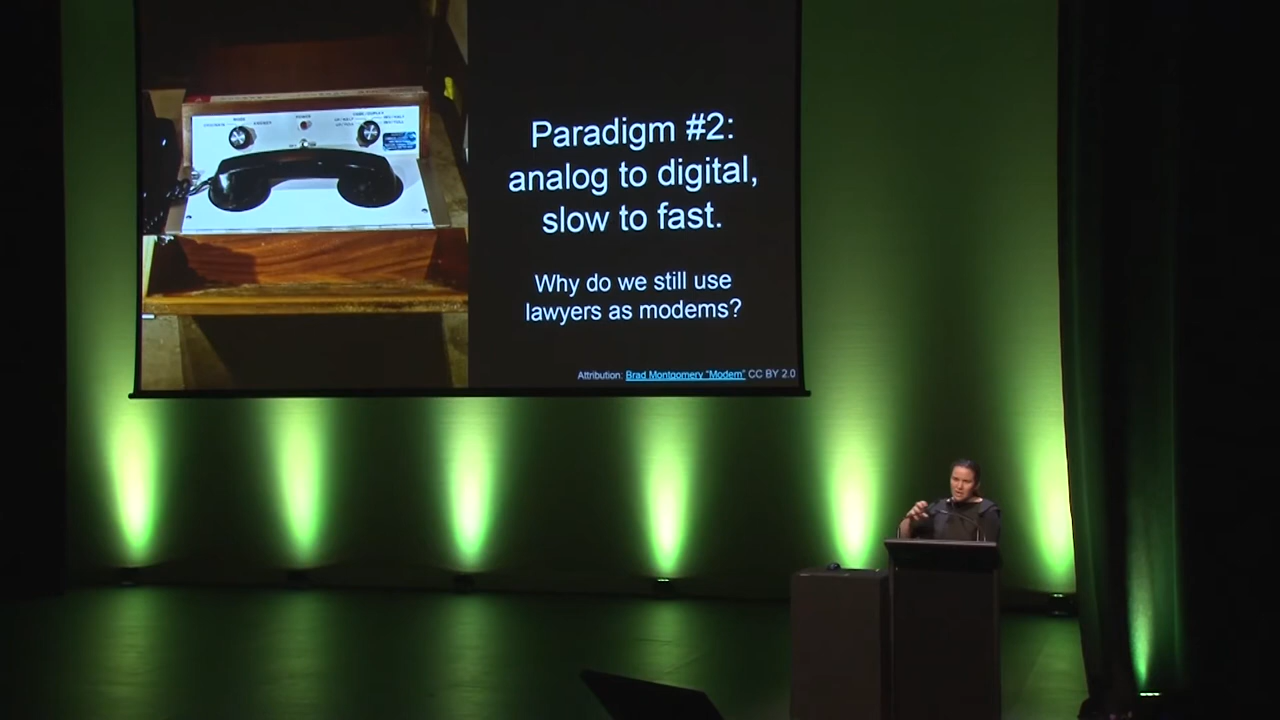 Paradigm #2:
analog to digital,
slow to fast.
Why do we still use
lawyers as modems?
Attribution: Brad Montgomery "Modem" CC BY 2.0